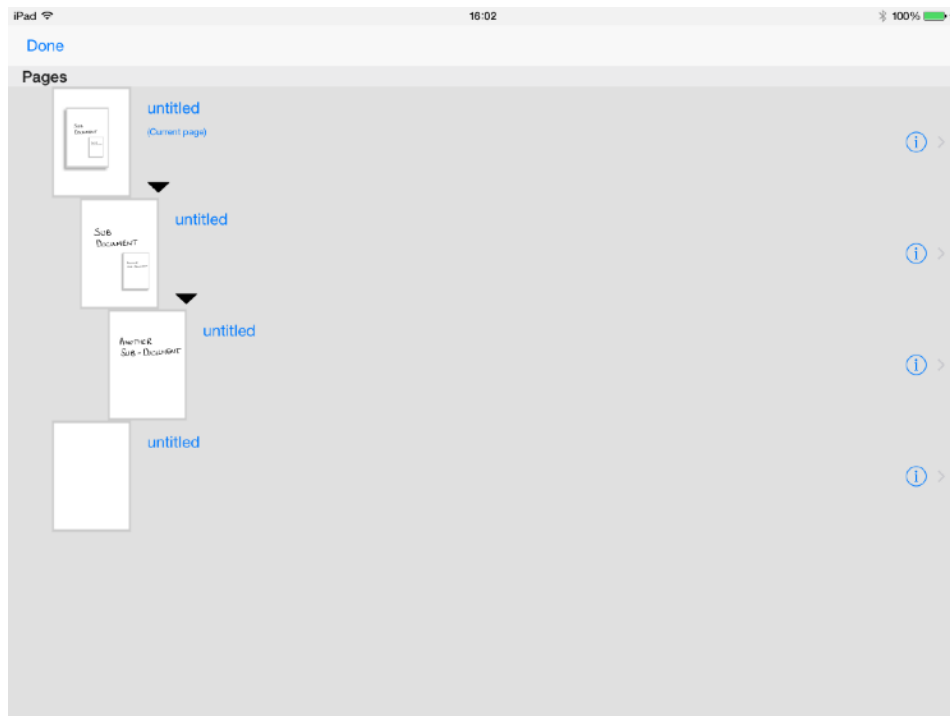 iPad 16:02 100%
Done
Pages
untitled
(Current page)
SUB
DOCUMENT
untitled
SUB
DOCUMENT
untitled
ANOTHER
SUB-DOCUMENT
untitled